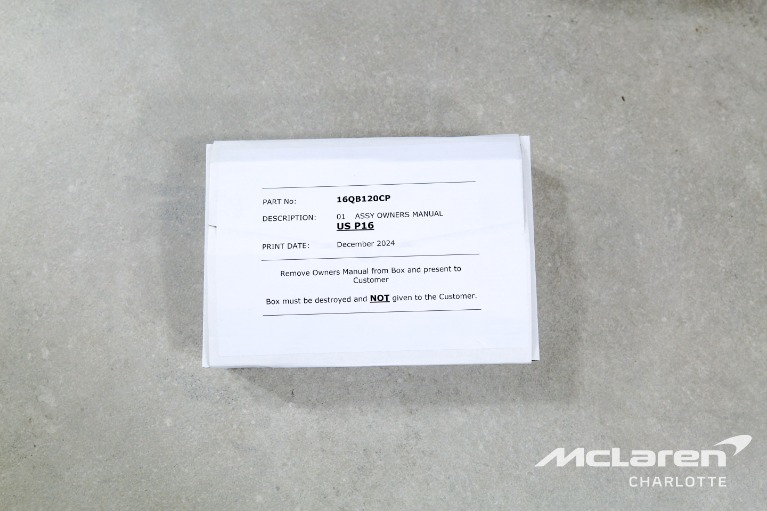 PART No: 16QB120CP
DESCRIPTION: 01 ASSY OWNERS MANUAL
US P16
PRINT DATE: December 2024
Remove Owners Manual from Box and present to
Customer
Box must be destroyed and NOT given to the Customer.
McLaren
CHARLOTTE